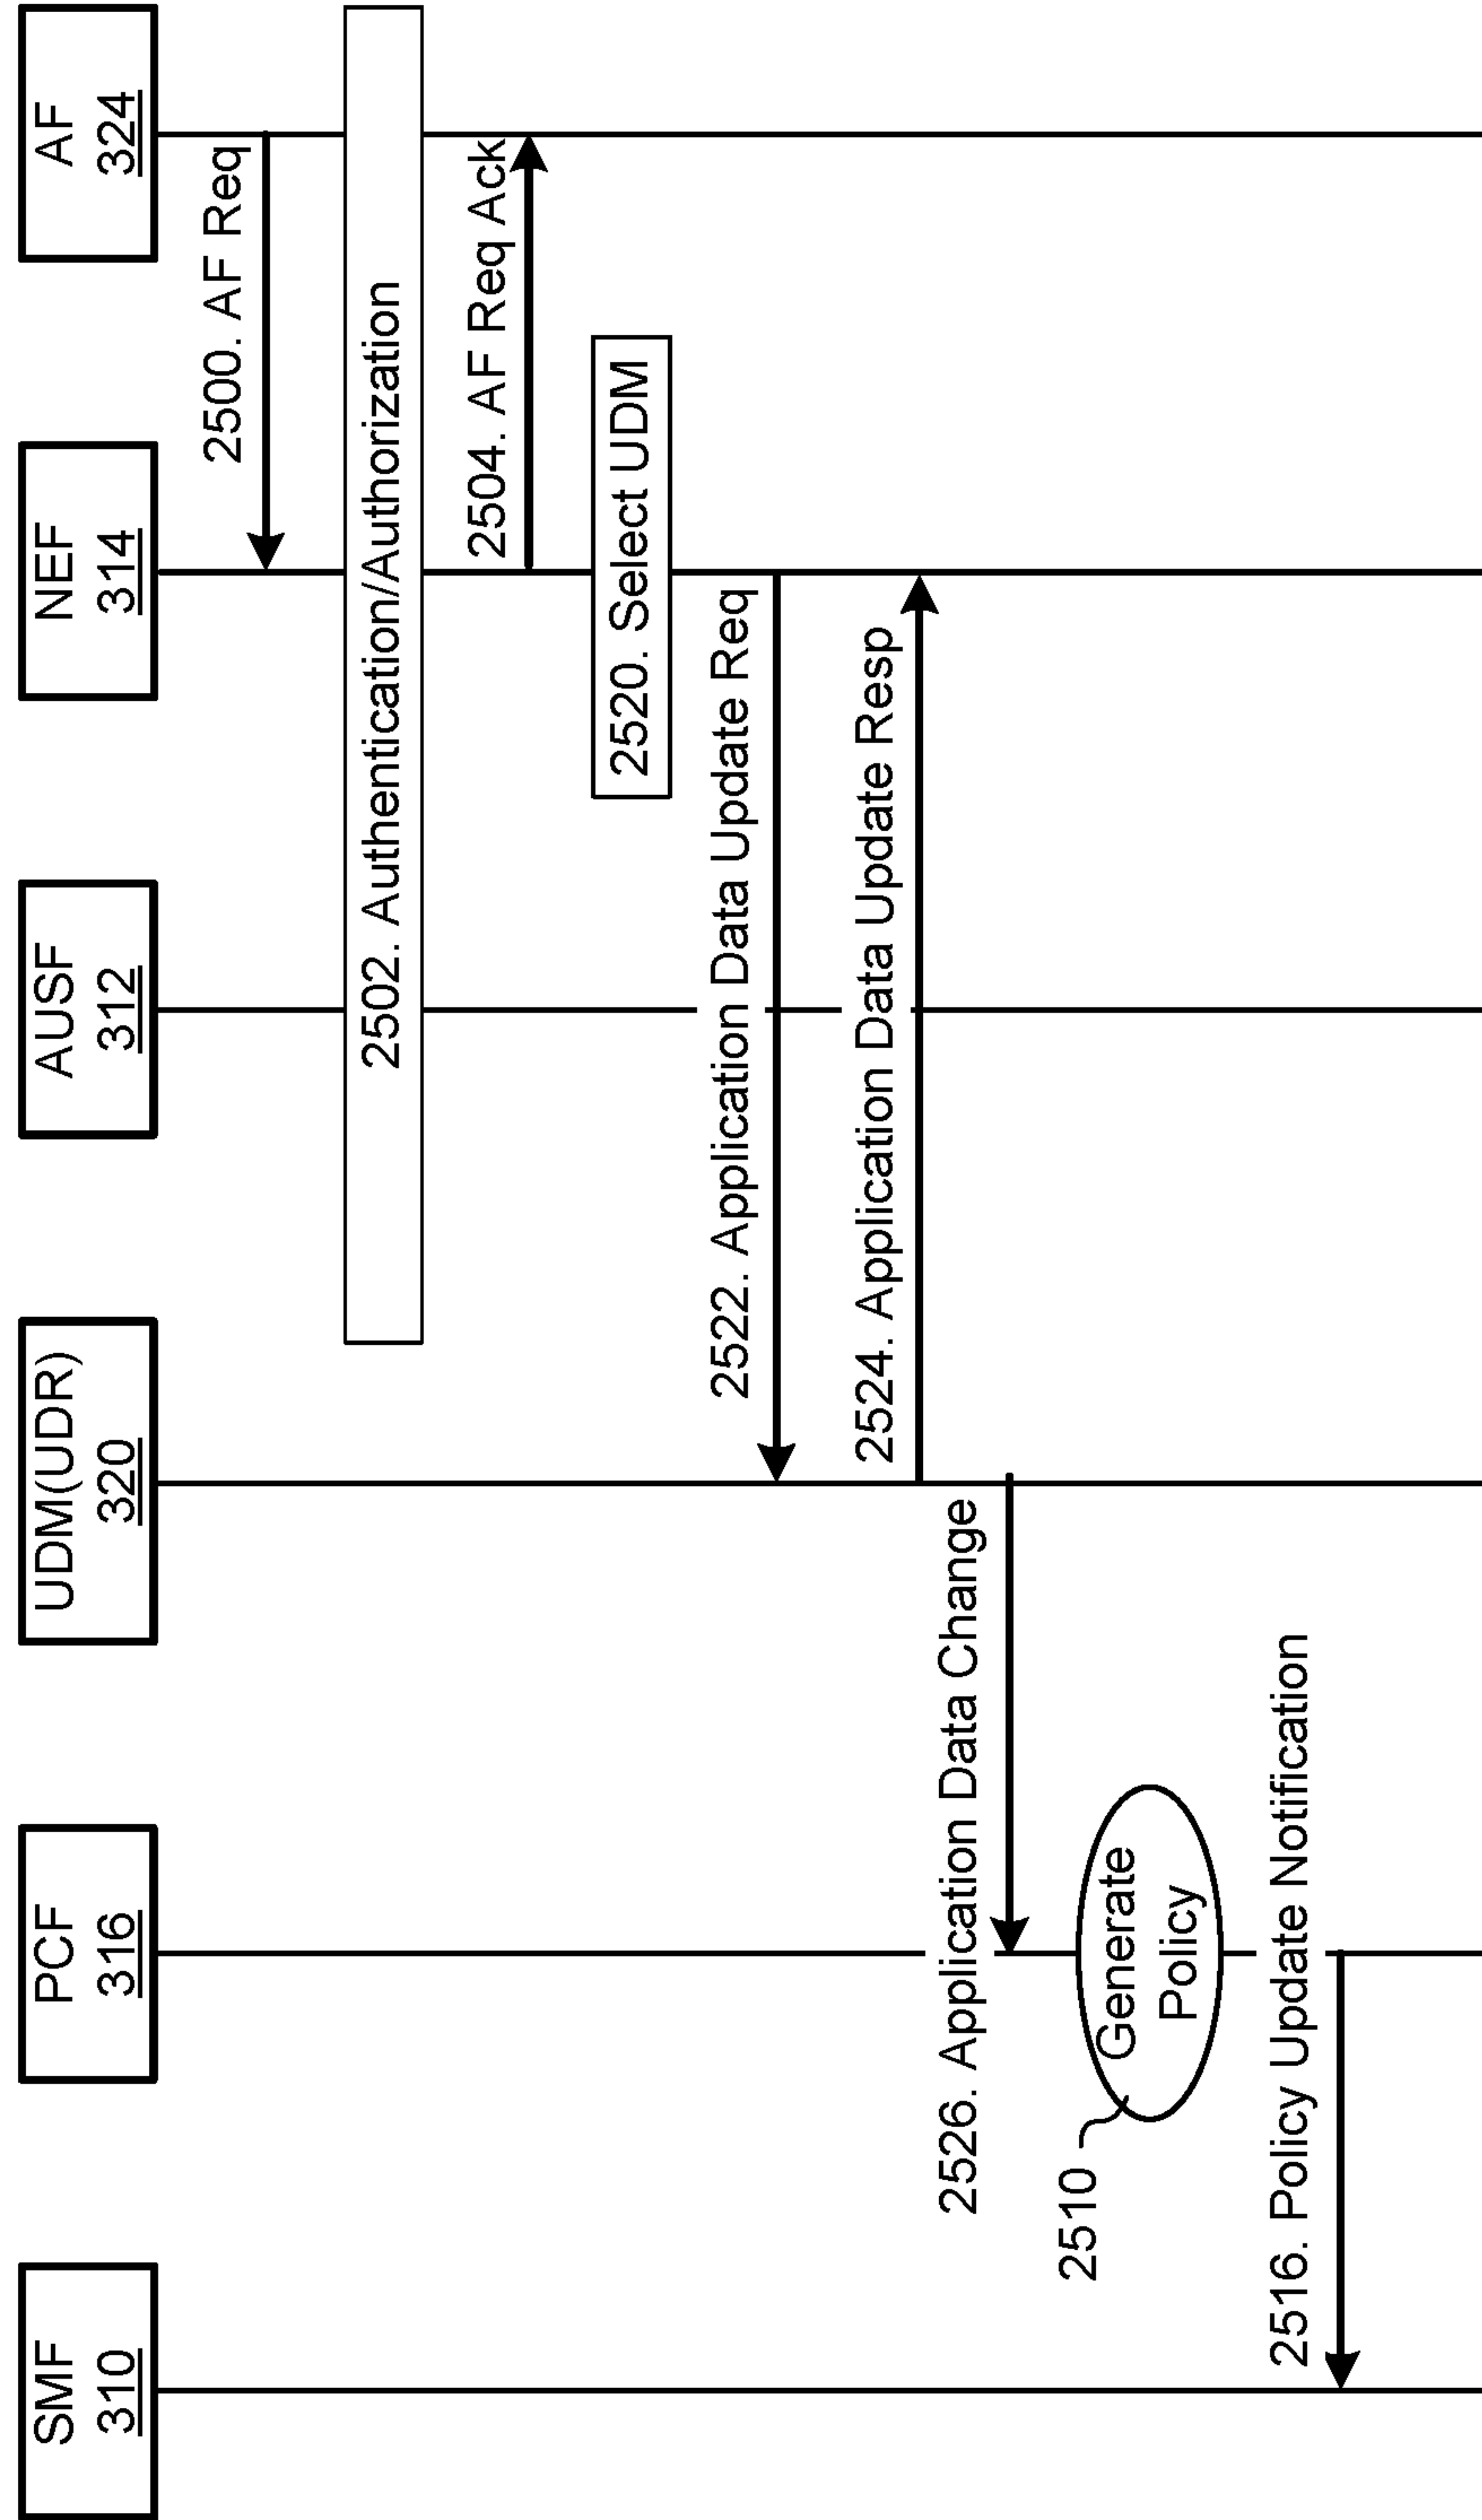 SMF
310
PCF
316
UDM(UDR)
320
AUSF
312
NEF
314
AF
324
2500. AF Req
2502. Authentication/Authorization
2504. AF Req Ack
2520. Select UDM
2522. Application Data Update Req
2524. Application Data Update Resp
2526. Application Data Change
2510
Generate
Policy
2516. Policy Update Notification